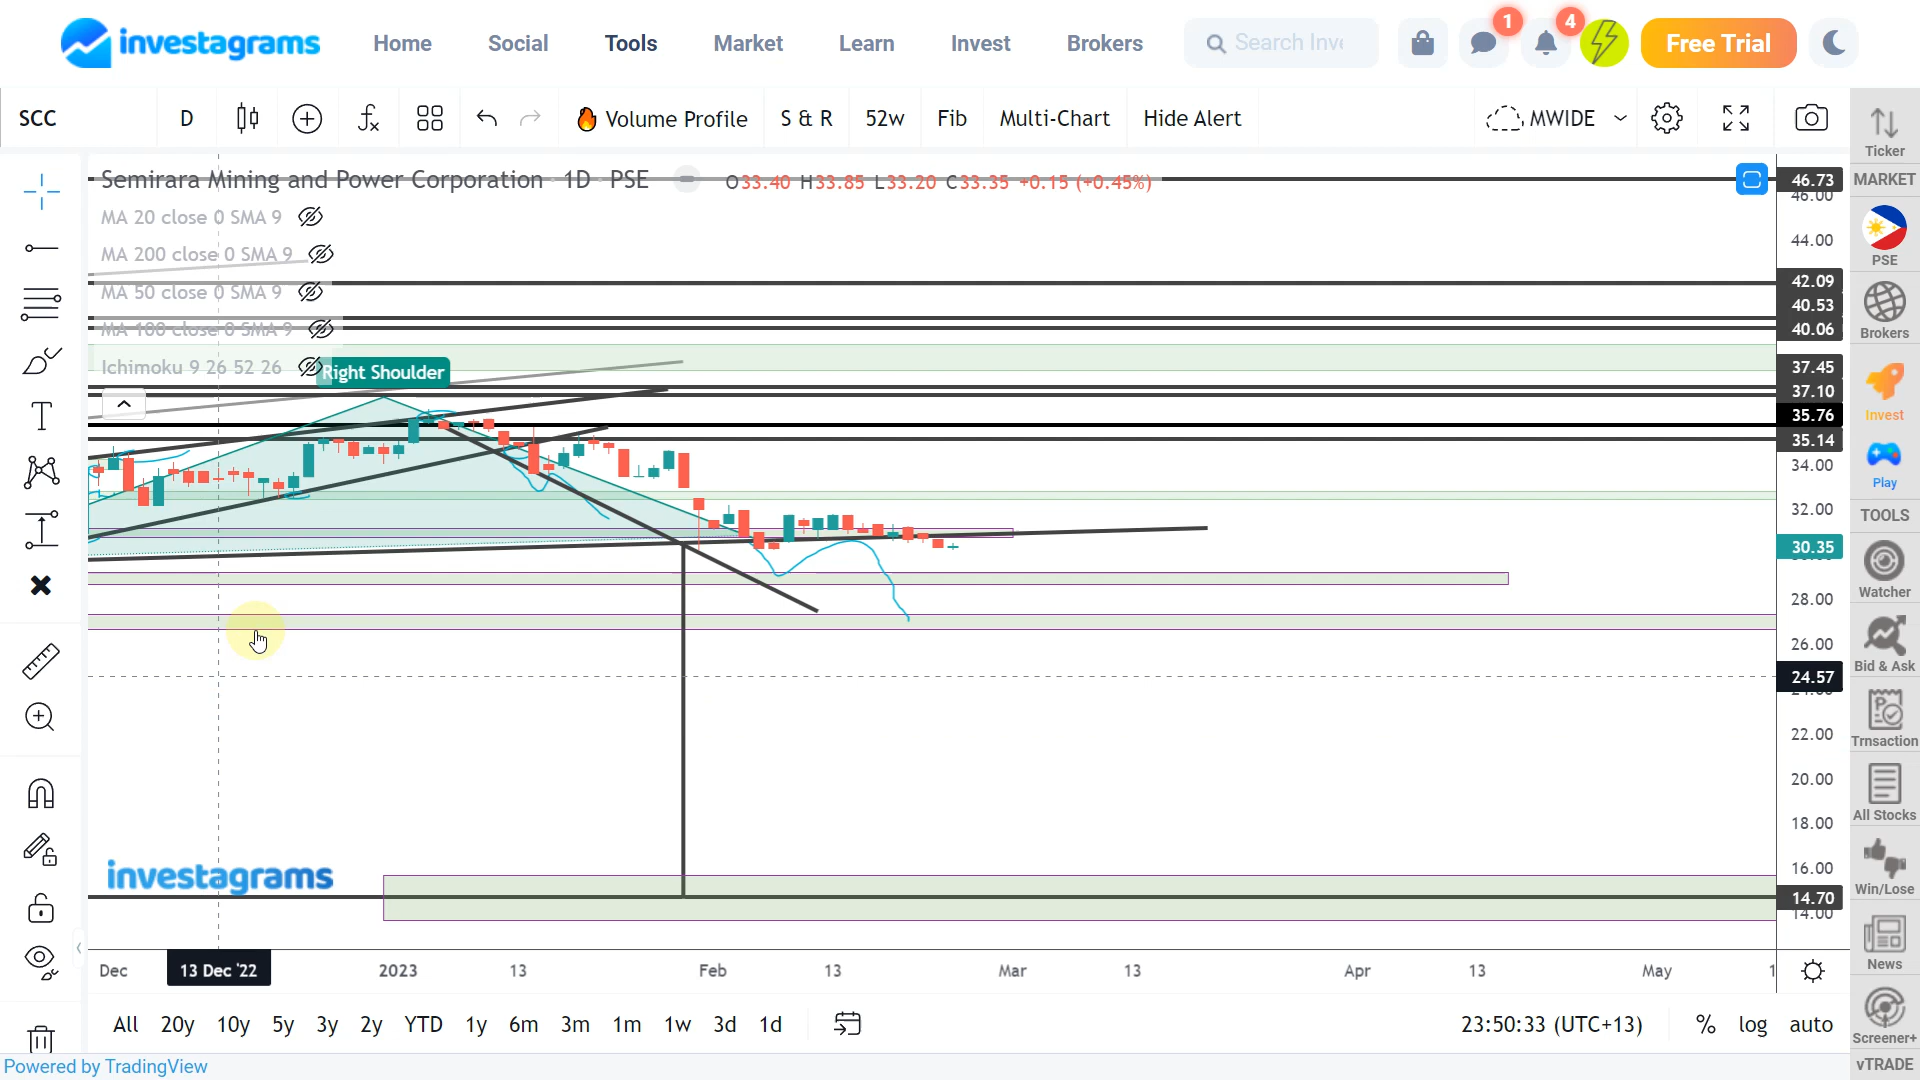 investagrams
Home Social Tools Market Learn Invest Brokers
Search Inve
1 4
Free Trial
SCC D Volume Profile S & R 52w Fib Multi-Chart Hide Alert MWIDE
Semirara Mining and Power Corporation · 1D · PSE O33.40 H33.85 L33.20 C33.35 +0.15 (+0.45%)
MA 20 close 0 SMA 9
MA 200 close 0 SMA 9
MA 50 close 0 SMA 9
MA 100 close 0 SMA 9
Ichimoku 9 26 52 26
Right Shoulder
46.73
46.00
44.00
42.09
40.53
40.06
37.45
37.10
35.76
35.14
34.00
32.00
30.35
28.00
26.00
24.57
22.00
20.00
18.00
16.00
14.70
14.00
investagrams
Dec 13 Dec '22 2023 13 Feb 13 Mar 13 Apr 13 May 1
All 20y 10y 5y 3y 2y YTD 1y 6m 3m 1m 1w 3d 1d 23:50:33 (UTC+13) % log auto
Powered by TradingView
Ticker
MARKET
PSE
Brokers
Invest
Play
TOOLS
Watcher
Bid & Ask
Trnsaction
All Stocks
Win/Lose
News
Screener+
vTRADE